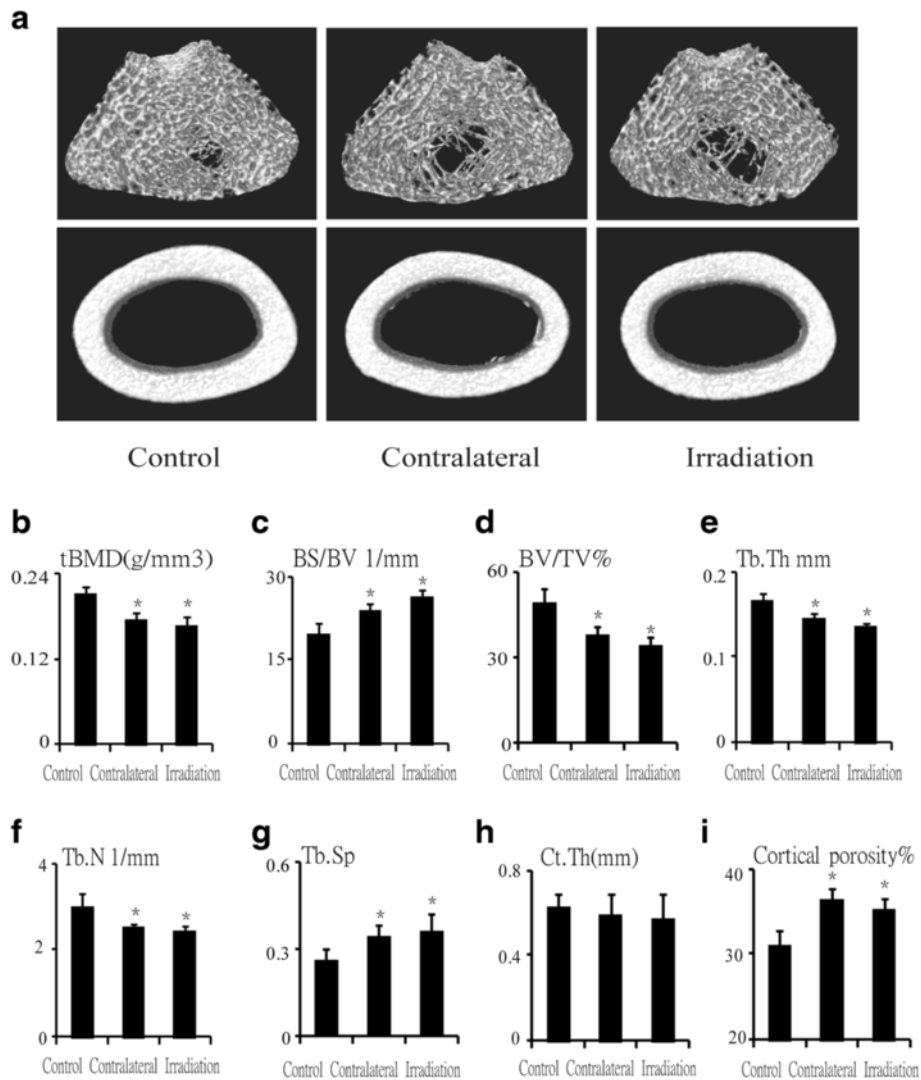 a
Control Contralateral Irradiation
b c d e
tBMD(g/mm3) BS/BV 1/mm BV/TV% Tb.Th mm
0.24 30 60 0.2
* * * * * * * *
0.12 15 30 0.1
0 0 0 0
Control Contralateral Irradiation Control Contralateral Irradiation Control Contralateral Irradiation Control Contralateral Irradiation
f g h i
Tb.N 1/mm Tb.Sp Ct.Th(mm) Cortical porosity%
4 0.6 0.8 40
* * * * * *
2 0.3 0.4 30
0 0 0 20
Control Contralateral Irradiation Control Contralateral Irradiation Control Contralateral Irradiation Control Contralateral Irradiation